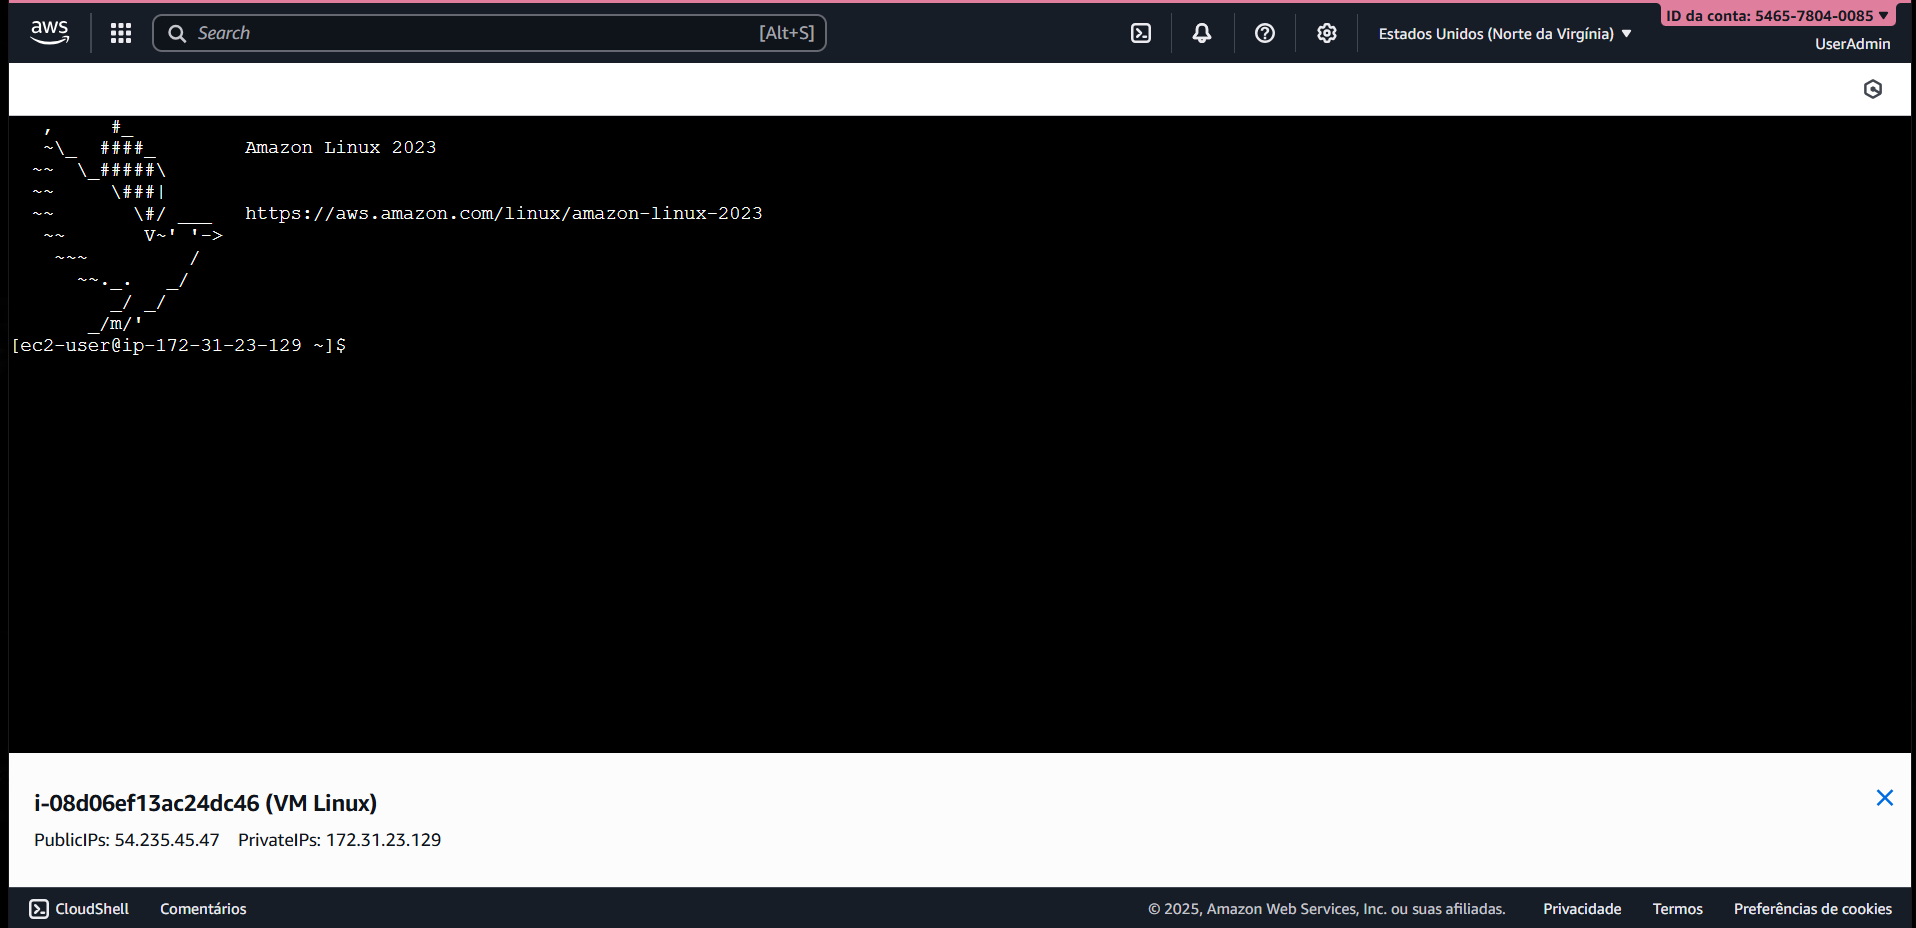 aws
Search [Alt+S]
Estados Unidos (Norte da Virgínia)
ID da conta: 5465-7804-0085
UserAdmin
   ,     #_
   ~\_  ####_        Amazon Linux 2023
  ~~  \_#####\
  ~~     \###|
  ~~       \#/ ___   https://aws.amazon.com/linux/amazon-linux-2023
   ~~       V~' '->
    ~~~         /
      ~~._.   _/
         _/ _/
       _/m/'
[ec2-user@ip-172-31-23-129 ~]$
i-08d06ef13ac24dc46 (VM Linux)
PublicIPs: 54.235.45.47 PrivateIPs: 172.31.23.129
CloudShell Comentários © 2025, Amazon Web Services, Inc. ou suas afiliadas. Privacidade Termos Preferências de cookies